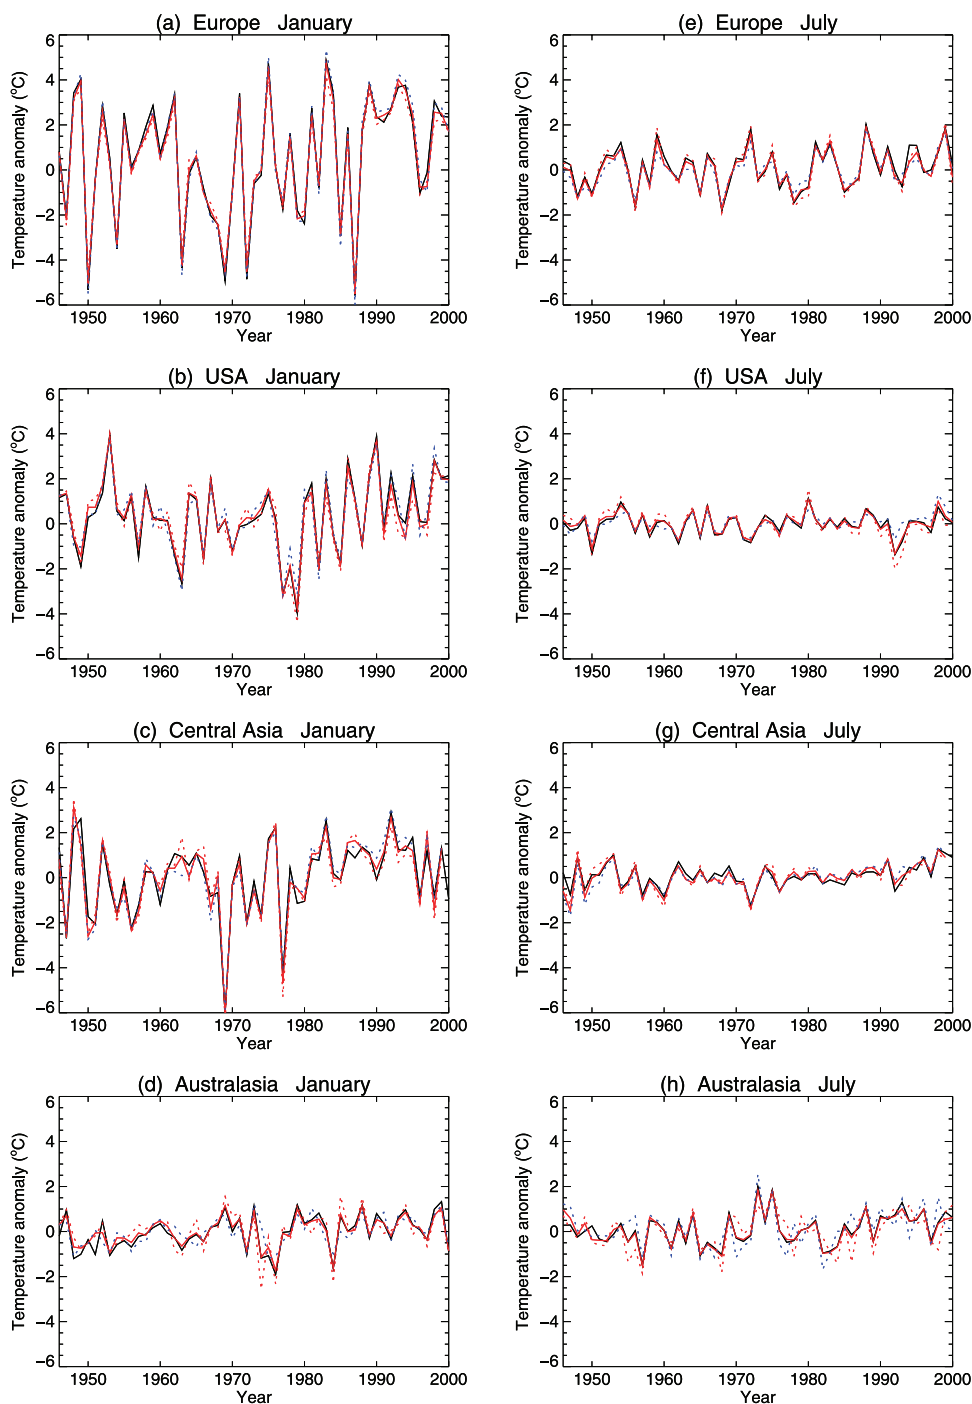 (a) Europe January
6
4
2
0
−2
−4
−6
Temperature anomaly (°C)
1950 1960 1970 1980 1990 2000
Year
(e) Europe July
6
4
2
0
−2
−4
−6
Temperature anomaly (°C)
1950 1960 1970 1980 1990 2000
Year
(b) USA January
6
4
2
0
−2
−4
−6
Temperature anomaly (°C)
1950 1960 1970 1980 1990 2000
Year
(f) USA July
6
4
2
0
−2
−4
−6
Temperature anomaly (°C)
1950 1960 1970 1980 1990 2000
Year
(c) Central Asia January
6
4
2
0
−2
−4
−6
Temperature anomaly (°C)
1950 1960 1970 1980 1990 2000
Year
(g) Central Asia July
6
4
2
0
−2
−4
−6
Temperature anomaly (°C)
1950 1960 1970 1980 1990 2000
Year
(d) Australasia January
6
4
2
0
−2
−4
−6
Temperature anomaly (°C)
1950 1960 1970 1980 1990 2000
Year
(h) Australasia July
6
4
2
0
−2
−4
−6
Temperature anomaly (°C)
1950 1960 1970 1980 1990 2000
Year